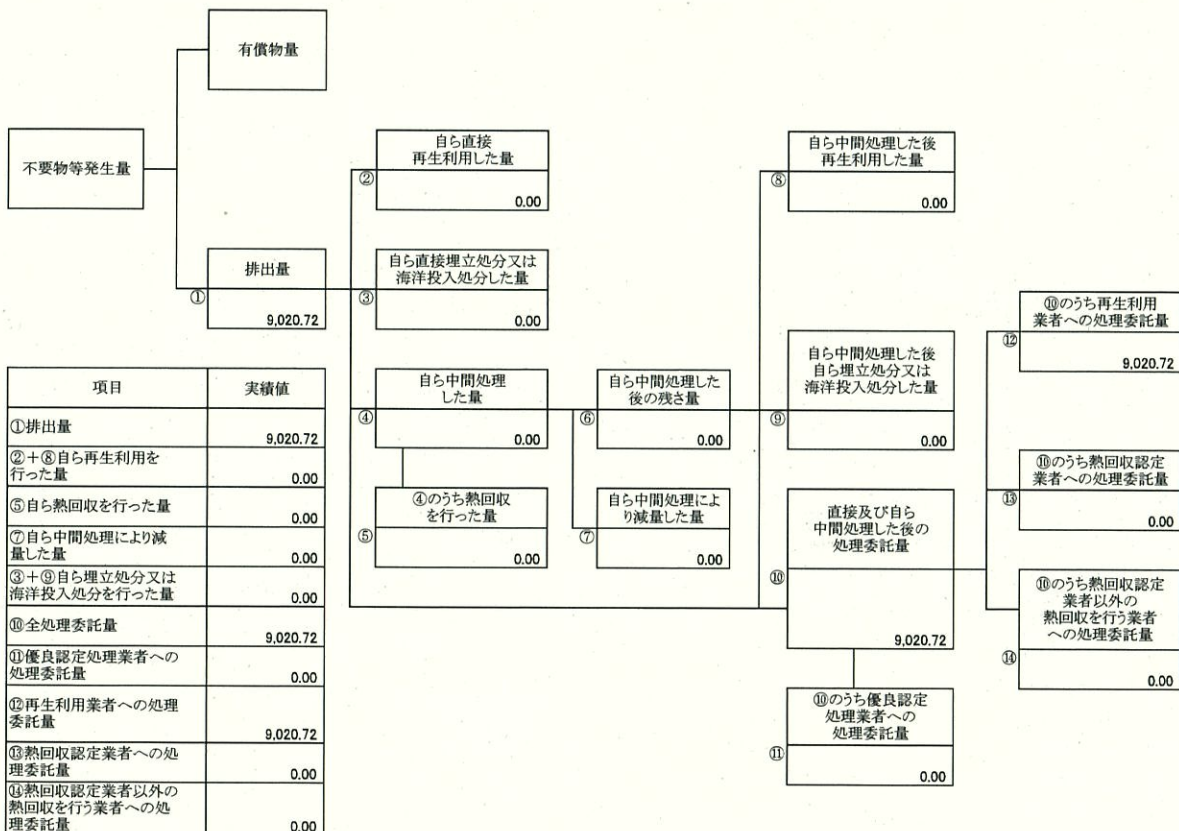 有償物量
不要物等発生量
自ら直接
再生利用した量
②
0.00
自ら中間処理した後
再生利用した量
⑧
0.00
排出量
①
9,020.72
自ら直接埋立処分又は
海洋投入処分した量
③
0.00
⑩のうち再生利用
業者への処理委託量
⑫
9,020.72
自ら中間処理
した量
④
0.00
自ら中間処理した
後の残さ量
⑥
0.00
自ら中間処理した後
自ら埋立処分又は
海洋投入処分した量
⑨
0.00
④のうち熱回収
を行った量
⑤
0.00
自ら中間処理によ
り減量した量
⑦
0.00
直接及び自ら
中間処理した後の
処理委託量
⑩
9,020.72
⑩のうち熱回収認定
業者への処理委託量
⑬
0.00
⑩のうち熱回収認定
業者以外の
熱回収を行う業者
への処理委託量
⑭
0.00
⑩のうち優良認定
処理業者への
処理委託量
⑪
0.00
項目 実績値
①排出量 9,020.72
②+⑧自ら再生利用を
行った量 0.00
⑤自ら熱回収を行った量 0.00
⑦自ら中間処理により減
量した量 0.00
③+⑨自ら埋立処分又は
海洋投入処分を行った量 0.00
⑩全処理委託量 9,020.72
⑪優良認定処理業者への
処理委託量 0.00
⑫再生利用業者への処理
委託量 9,020.72
⑬熱回収認定業者への処
理委託量 0.00
⑭熱回収認定業者以外の
熱回収を行う業者への処
理委託量 0.00